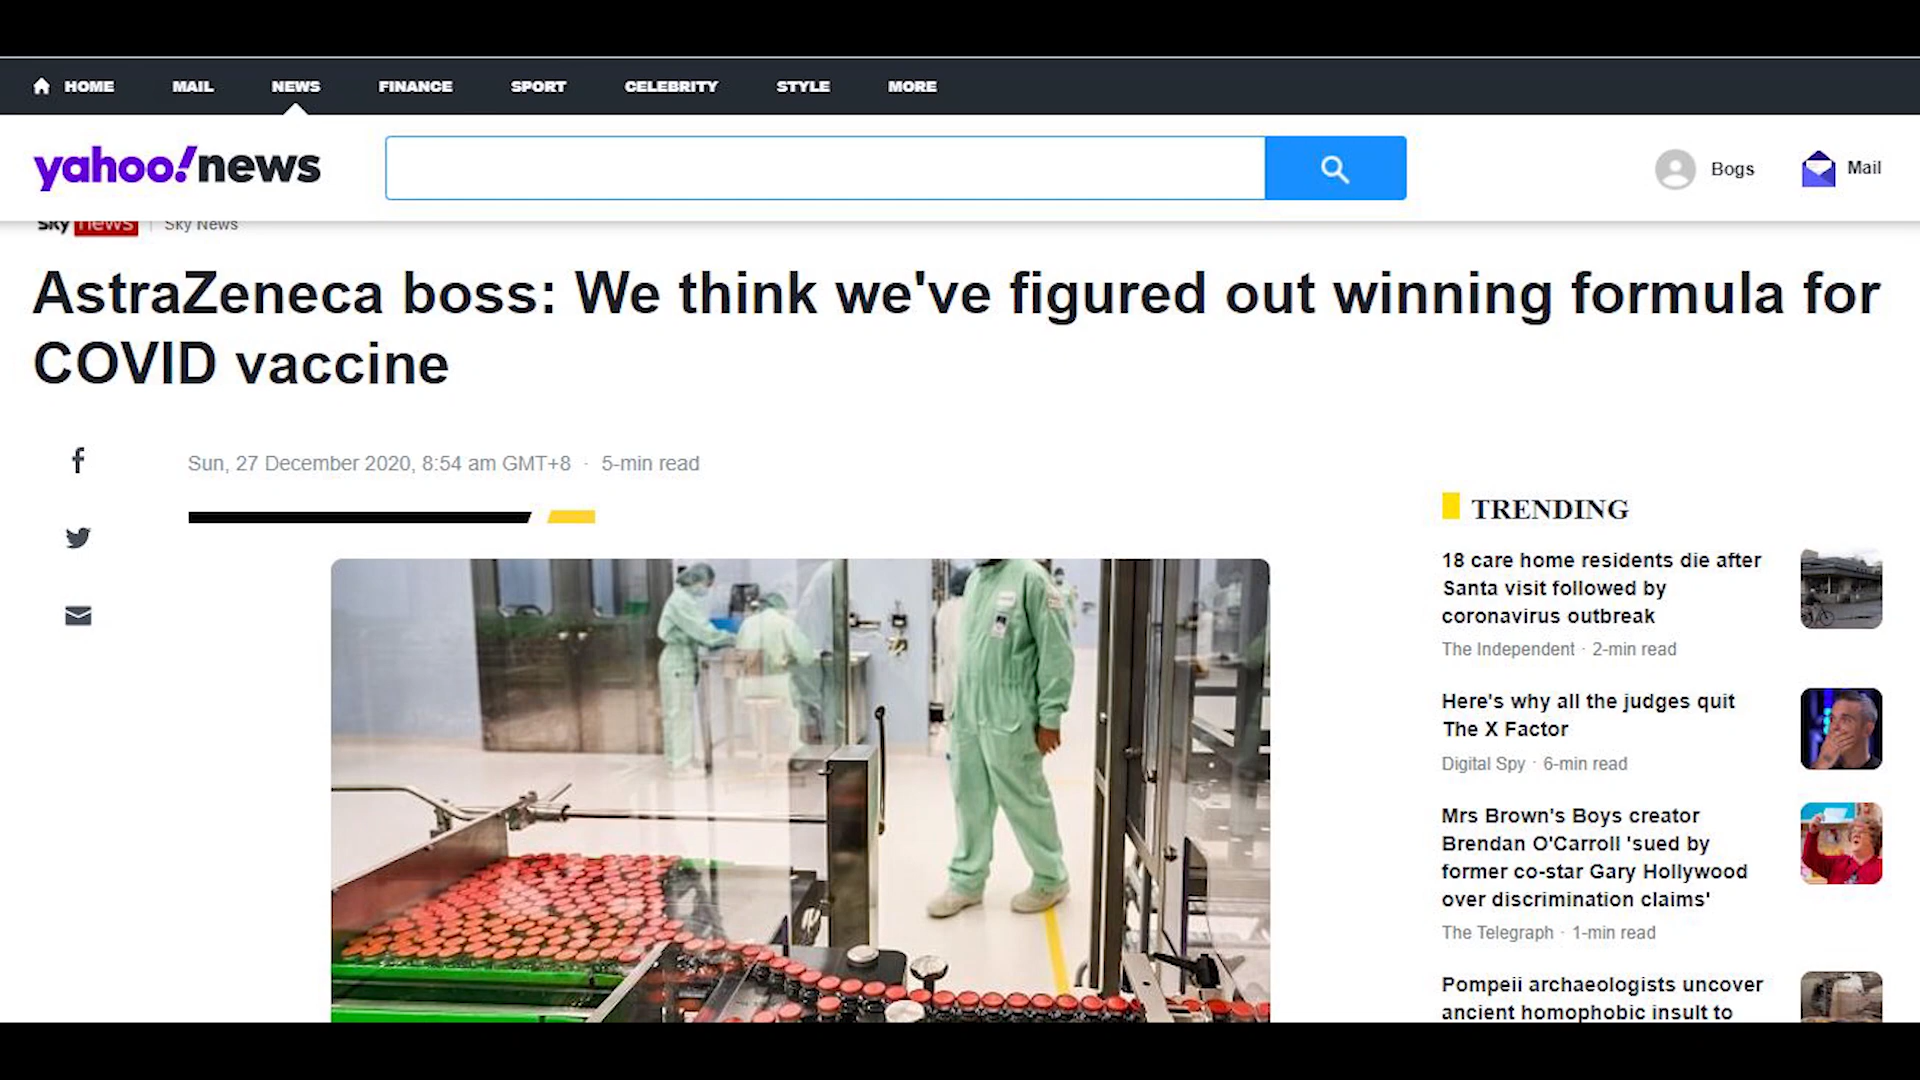 HOME MAIL NEWS FINANCE SPORT CELEBRITY STYLE MORE
yahoo!news
Bogs
Mail
sky news | Sky News
AstraZeneca boss: We think we've figured out winning formula for
COVID vaccine
Sun, 27 December 2020, 8:54 am GMT+8 · 5-min read
TRENDING
18 care home residents die after
Santa visit followed by
coronavirus outbreak
The Independent · 2-min read
Here's why all the judges quit
The X Factor
Digital Spy · 6-min read
Mrs Brown's Boys creator
Brendan O'Carroll 'sued by
former co-star Gary Hollywood
over discrimination claims'
The Telegraph · 1-min read
Pompeii archaeologists uncover
ancient homophobic insult to